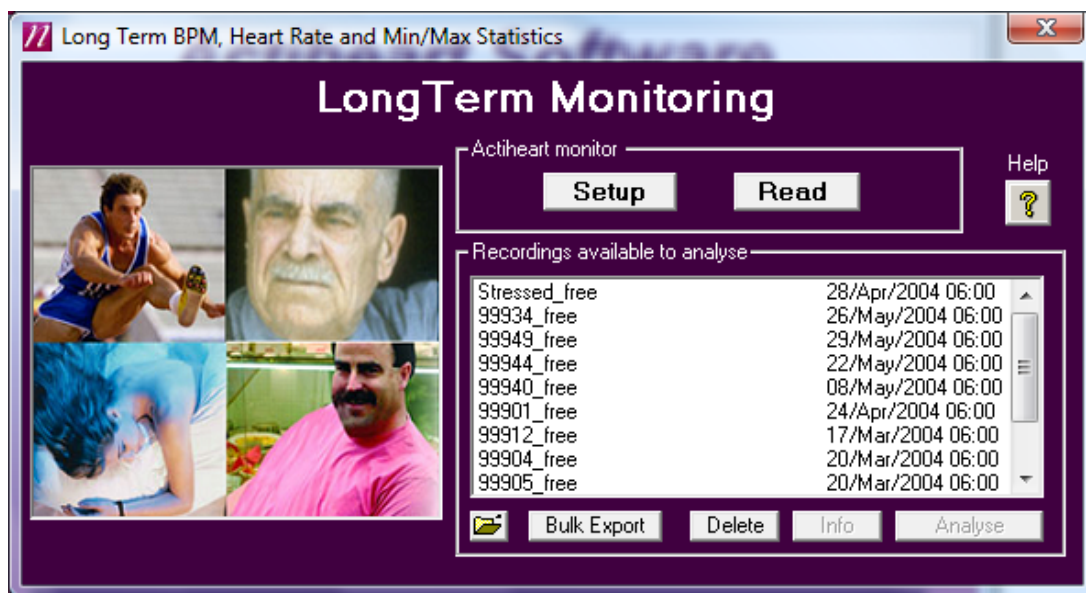 Long Term BPM, Heart Rate and Min/Max Statistics
LongTerm Monitoring
Actiheart monitor
Setup Read
Help
?
Recordings available to analyse
Stressed_free 28/Apr/2004 06:00
99934_free 26/May/2004 06:00
99949_free 29/May/2004 06:00
99944_free 22/May/2004 06:00
99940_free 08/May/2004 06:00
99901_free 24/Apr/2004 06:00
99912_free 17/Mar/2004 06:00
99904_free 20/Mar/2004 06:00
99905_free 20/Mar/2004 06:00
Bulk Export Delete Info Analyse